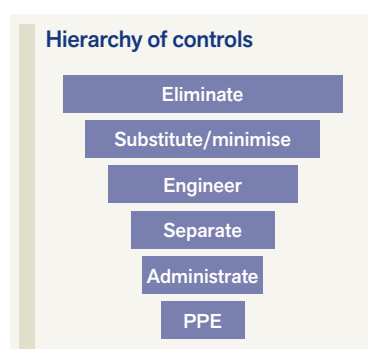 Hierarchy of controls
Eliminate
Substitute/minimise
Engineer
Separate
Administrate
PPE